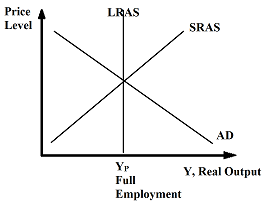 Price
Level
LRAS
SRAS
AD
Y, Real Output
YP
Full
Employment